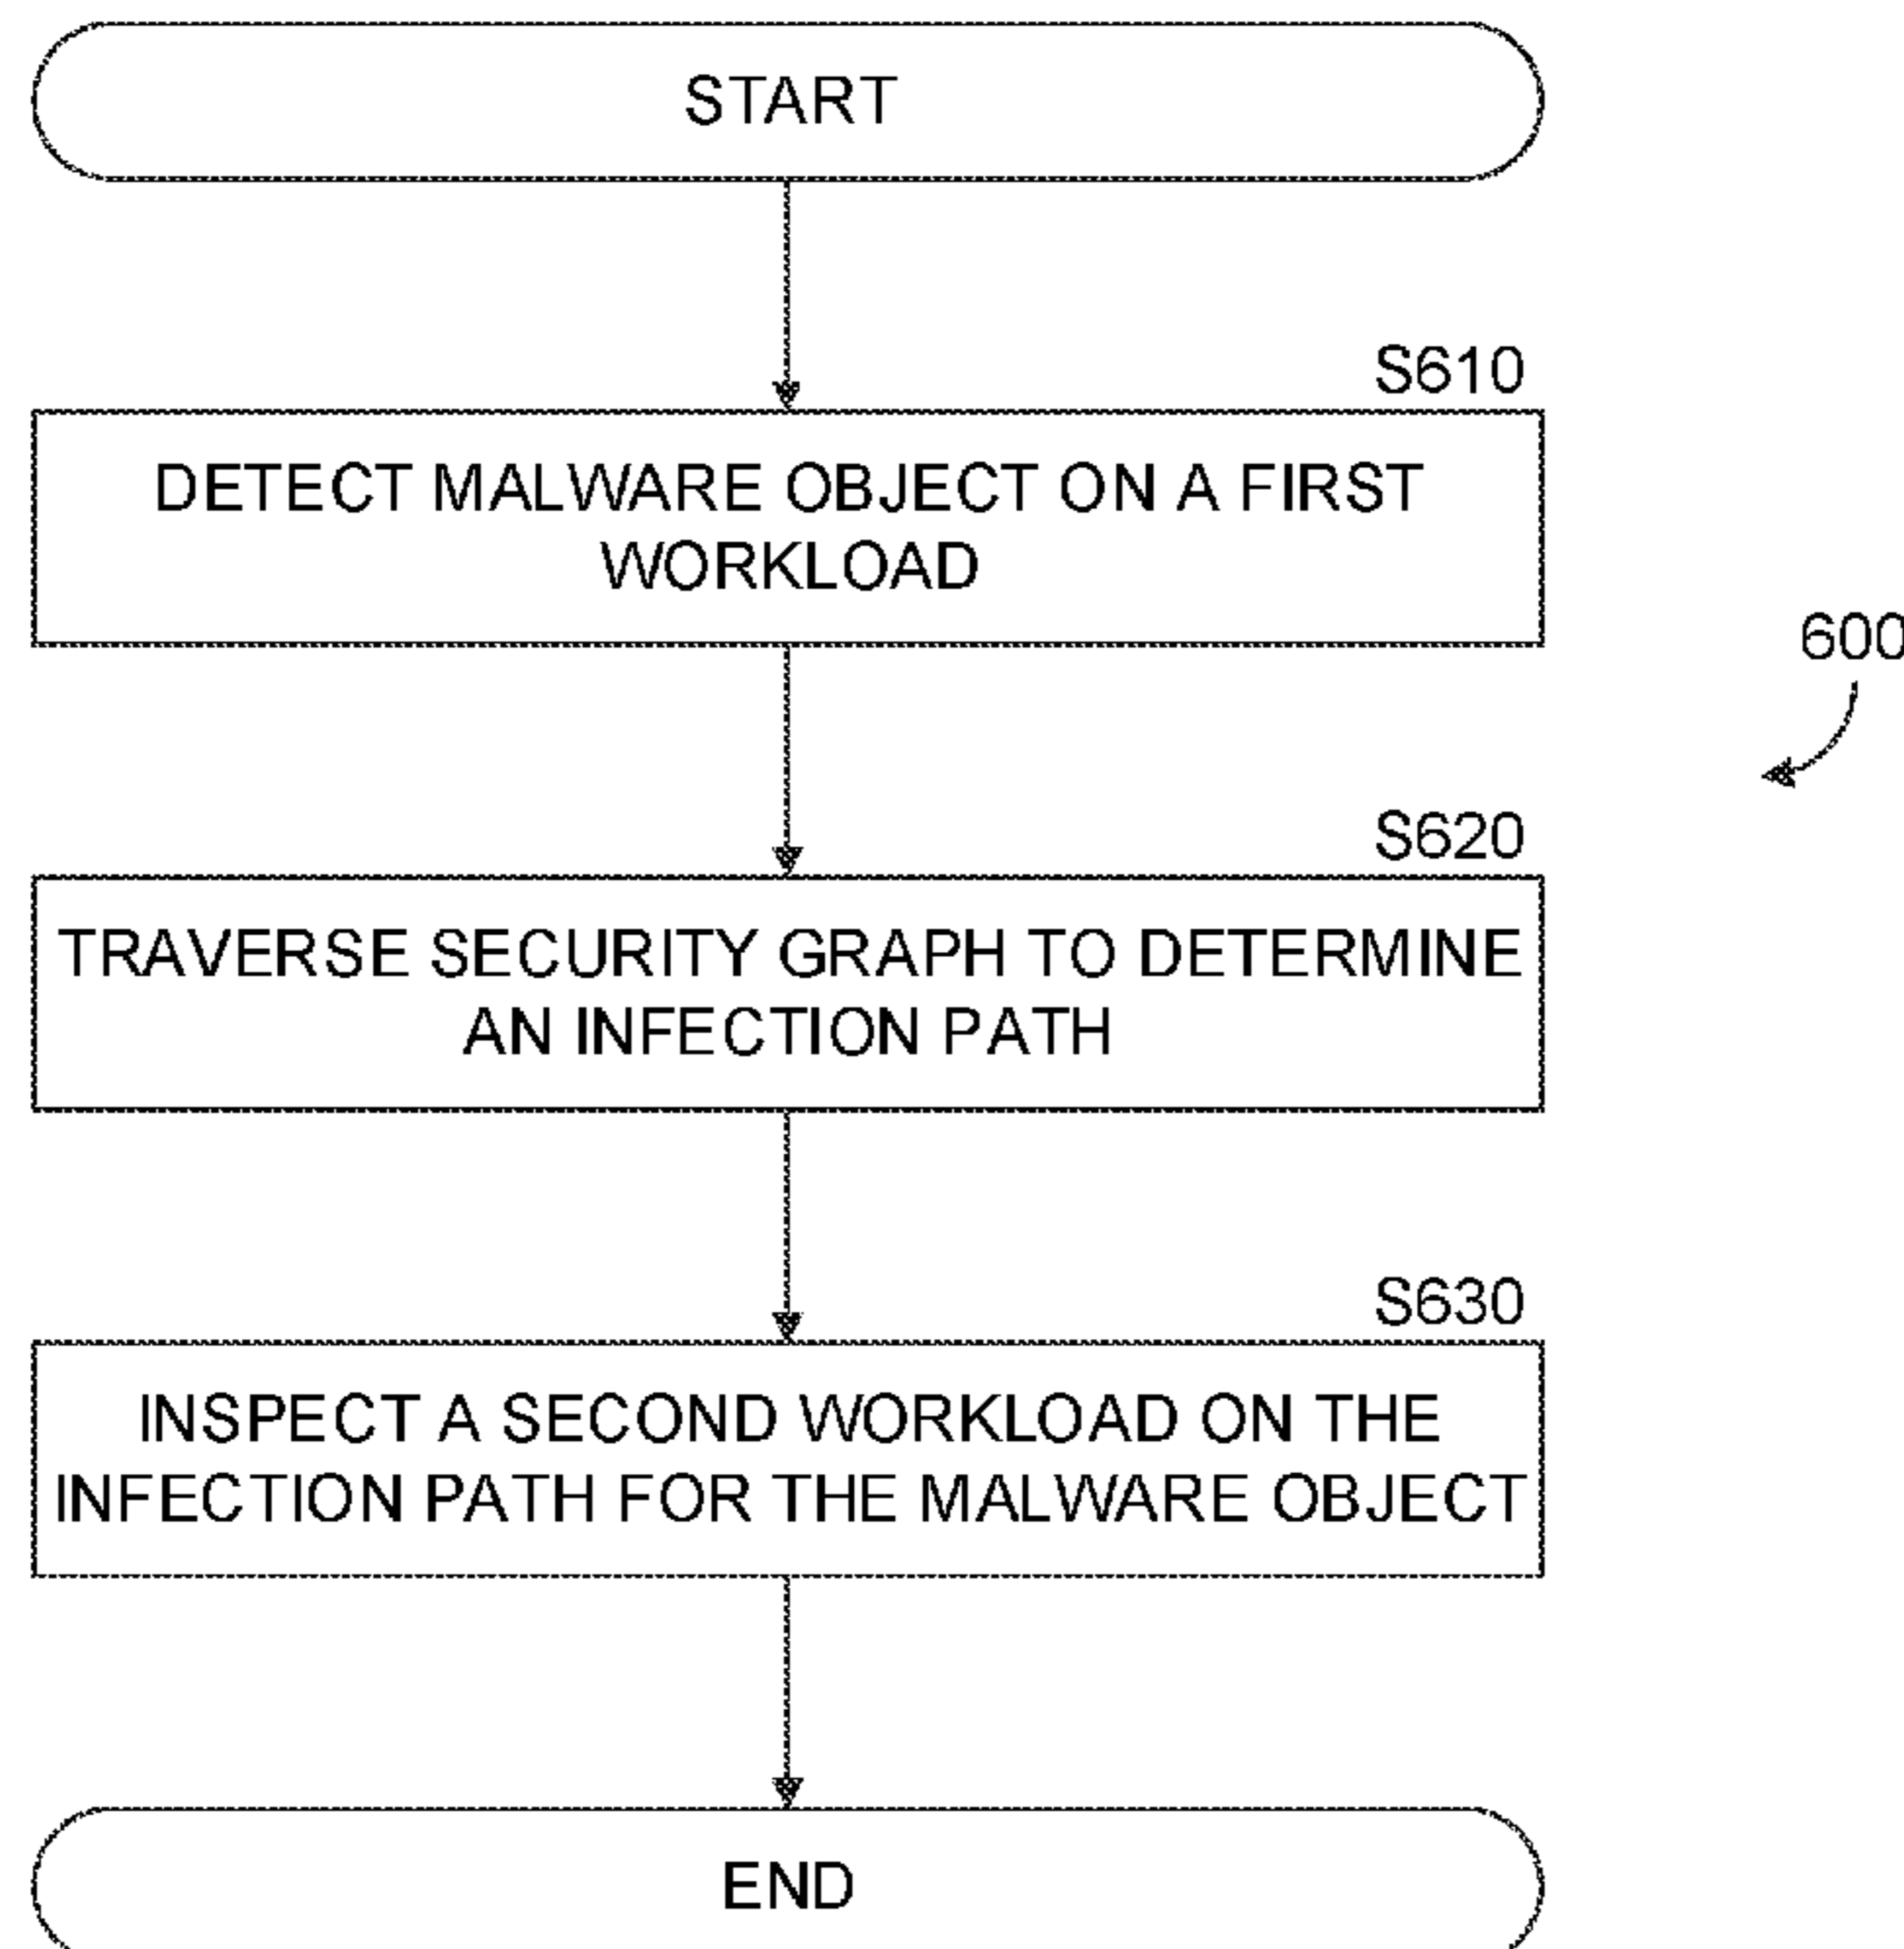 START
S610
DETECT MALWARE OBJECT ON A FIRST
WORKLOAD
600
S620
TRAVERSE SECURITY GRAPH TO DETERMINE
AN INFECTION PATH
S630
INSPECT A SECOND WORKLOAD ON THE
INFECTION PATH FOR THE MALWARE OBJECT
END